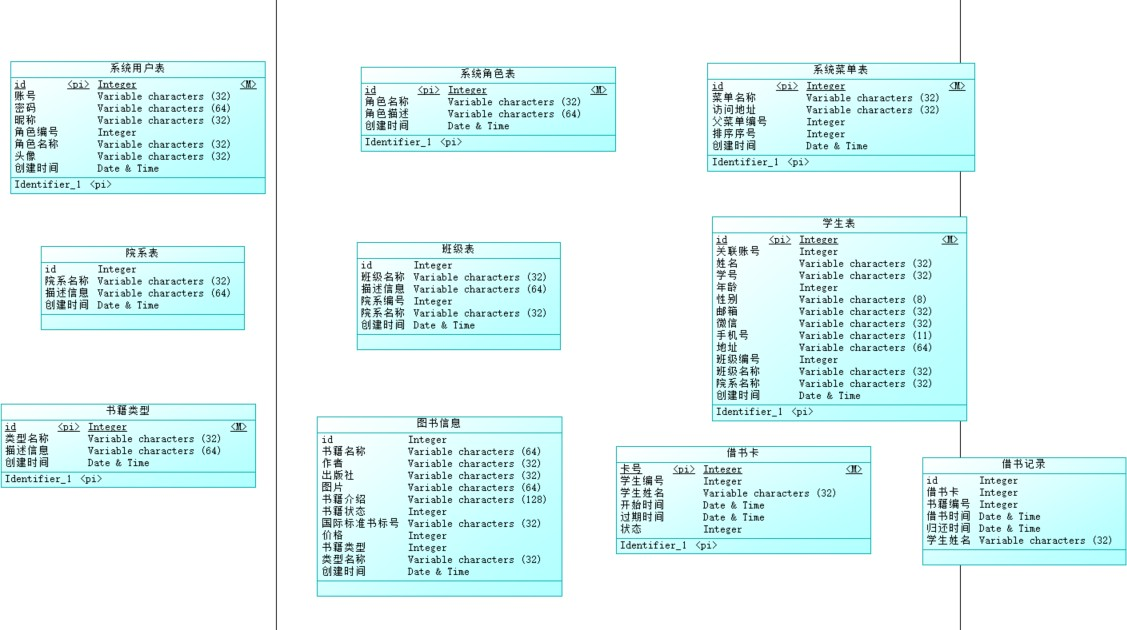 系统用户表
id <pi> Integer <M>
账号 Variable characters (32)
密码 Variable characters (64)
昵称 Variable characters (32)
角色编号 Integer
角色名称 Variable characters (32)
头像 Variable characters (32)
创建时间 Date & Time
Identifier_1 <pi>
系统角色表
id <pi> Integer <M>
角色名称 Variable characters (32)
角色描述 Variable characters (64)
创建时间 Date & Time
Identifier_1 <pi>
系统菜单表
id <pi> Integer <M>
菜单名称 Variable characters (32)
访问地址 Variable characters (32)
父菜单编号 Integer
排序序号 Integer
创建时间 Date & Time
Identifier_1 <pi>
院系表
id Integer
院系名称 Variable characters (32)
描述信息 Variable characters (64)
创建时间 Date & Time
班级表
id Integer
班级名称 Variable characters (32)
描述信息 Variable characters (64)
院系编号 Integer
院系名称 Variable characters (32)
创建时间 Date & Time
学生表
id <pi> Integer <M>
关联账号 Integer
姓名 Variable characters (32)
学号 Variable characters (32)
年龄 Integer
性别 Variable characters (8)
邮箱 Variable characters (32)
微信 Variable characters (32)
手机号 Variable characters (11)
地址 Variable characters (64)
班级编号 Integer
班级名称 Variable characters (32)
院系名称 Variable characters (32)
创建时间 Date & Time
Identifier_1 <pi>
书籍类型
id <pi> Integer <M>
类型名称 Variable characters (32)
描述信息 Variable characters (64)
创建时间 Date & Time
Identifier_1 <pi>
图书信息
id Integer
书籍名称 Variable characters (64)
作者 Variable characters (32)
出版社 Variable characters (32)
图片 Variable characters (64)
书籍介绍 Variable characters (128)
书籍状态 Integer
国际标准书标号 Variable characters (32)
价格 Integer
书籍类型 Integer
类型名称 Variable characters (32)
创建时间 Date & Time
借书卡
卡号 <pi> Integer <M>
学生编号 Integer
学生姓名 Variable characters (32)
开始时间 Date & Time
过期时间 Date & Time
状态 Integer
Identifier_1 <pi>
借书记录
id Integer
借书卡 Integer
书籍编号 Integer
借书时间 Date & Time
归还时间 Date & Time
学生姓名 Variable characters (32)